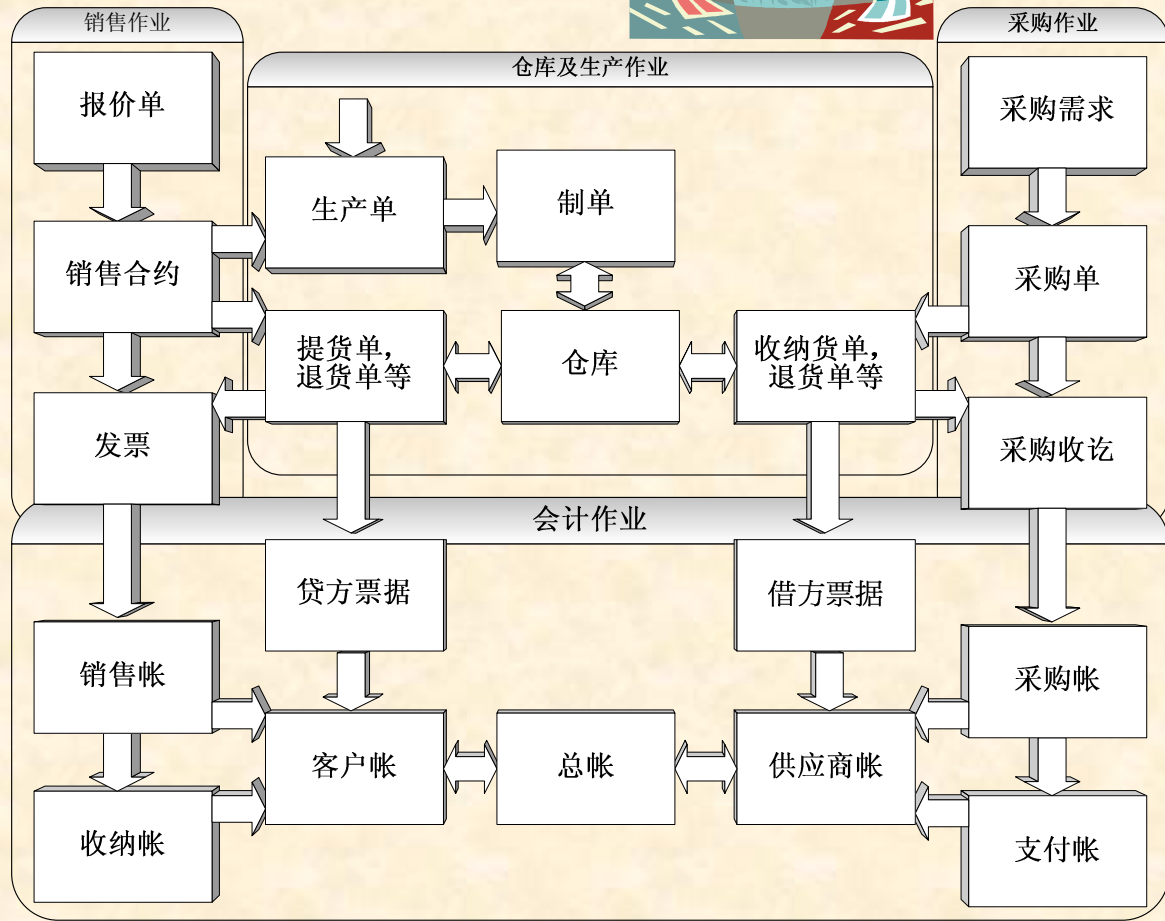 销售作业
采购作业
仓库及生产作业
报价单
采购需求
生产单
制单
销售合约
采购单
提货单，
退货单等
仓库
收纳货单，
退货单等
发票
采购收讫
会计作业
贷方票据
借方票据
销售帐
采购帐
客户帐
总帐
供应商帐
收纳帐
支付帐